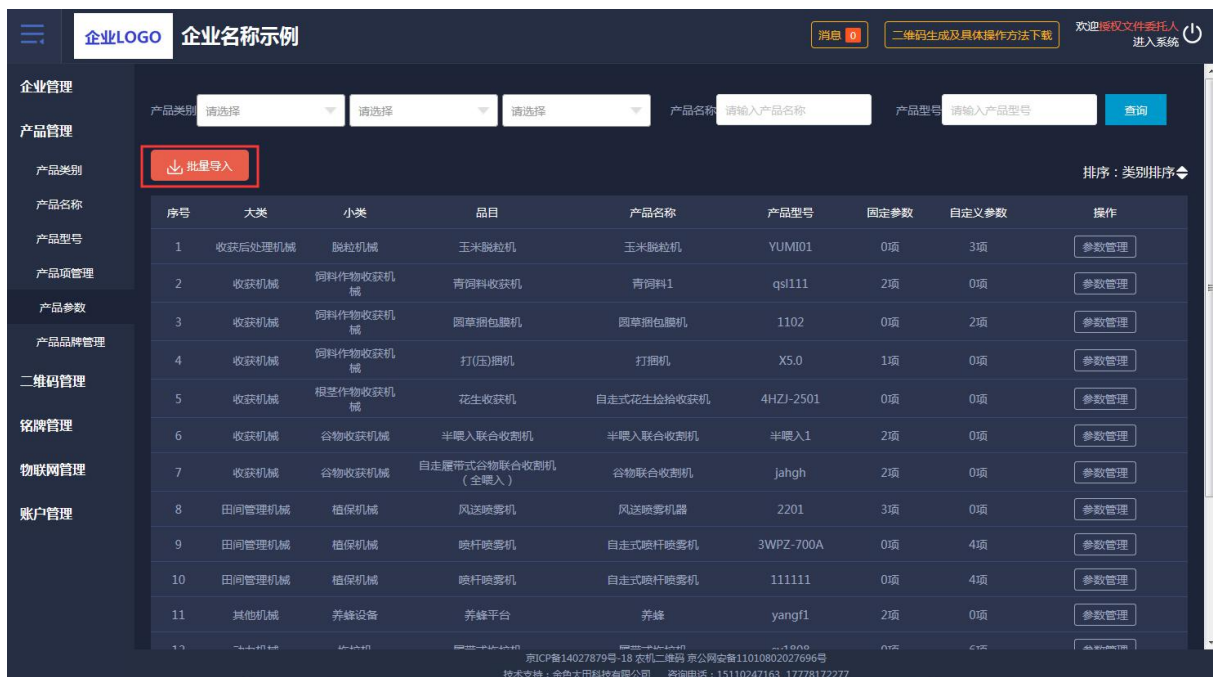 企业LOGO 企业名称示例 消息 0 二维码生成及具体操作方法下载 欢迎授权文件委托人
进入系统
企业管理
产品管理
产品类别
产品名称
产品型号
产品项管理
产品参数
产品品牌管理
二维码管理
铭牌管理
物联网管理
账户管理
产品类别 请选择 请选择 请选择 产品名称 请输入产品名称 产品型号 请输入产品型号 查询
批量导入
排序:类别排序
序号 大类 小类 品目 产品名称 产品型号 固定参数 自定义参数 操作
1 收获后处理机械 脱粒机械 玉米脱粒机 玉米脱粒机 YUMI01 0项 3项 参数管理
2 收获机械 饲料作物收获机械 青饲料收获机 青饲料1 qsl111 2项 0项 参数管理
3 收获机械 饲料作物收获机械 圆草捆包膜机 圆草捆包膜机 1102 0项 2项 参数管理
4 收获机械 饲料作物收获机械 打(压)捆机 打捆机 X5.0 1项 0项 参数管理
5 收获机械 根茎作物收获机械 花生收获机 自走式花生捡拾收获机 4HZJ-2501 0项 0项 参数管理
6 收获机械 谷物收获机械 半喂入联合收割机 半喂入联合收割机 半喂入1 2项 0项 参数管理
7 收获机械 谷物收获机械 自走履带式谷物联合收割机(全喂入) 谷物联合收割机 jahgh 2项 0项 参数管理
8 田间管理机械 植保机械 风送喷雾机 风送喷雾机器 2201 3项 0项 参数管理
9 田间管理机械 植保机械 喷杆喷雾机 自走式喷杆喷雾机 3WPZ-700A 0项 4项 参数管理
10 田间管理机械 植保机械 喷杆喷雾机 自走式喷杆喷雾机 111111 0项 4项 参数管理
11 其他机械 养蜂设备 养蜂平台 养蜂 yangf1 2项 0项 参数管理
京ICP备14027879号-18 农机二维码 京公网安备11010802027696号
技术支持:金色大田科技有限公司 咨询电话:15110247163 17778172277